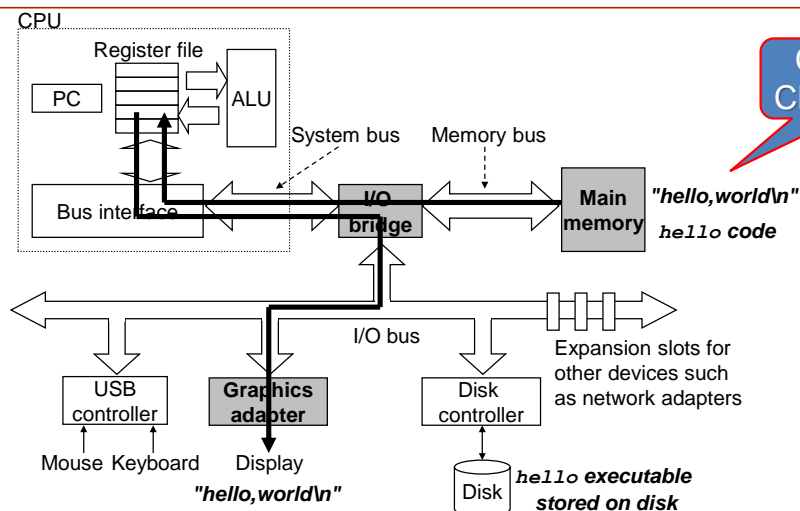 CPU
Register file
PC
ALU
System bus
Memory bus
Bus interface
I/O
bridge
Main
memory
"hello,world\n"
hello code
I/O bus
Expansion slots for
other devices such
as network adapters
USB
controller
Graphics
adapter
Disk
controller
Mouse Keyboard
Display
"hello,world\n"
Disk
hello executable
stored on disk